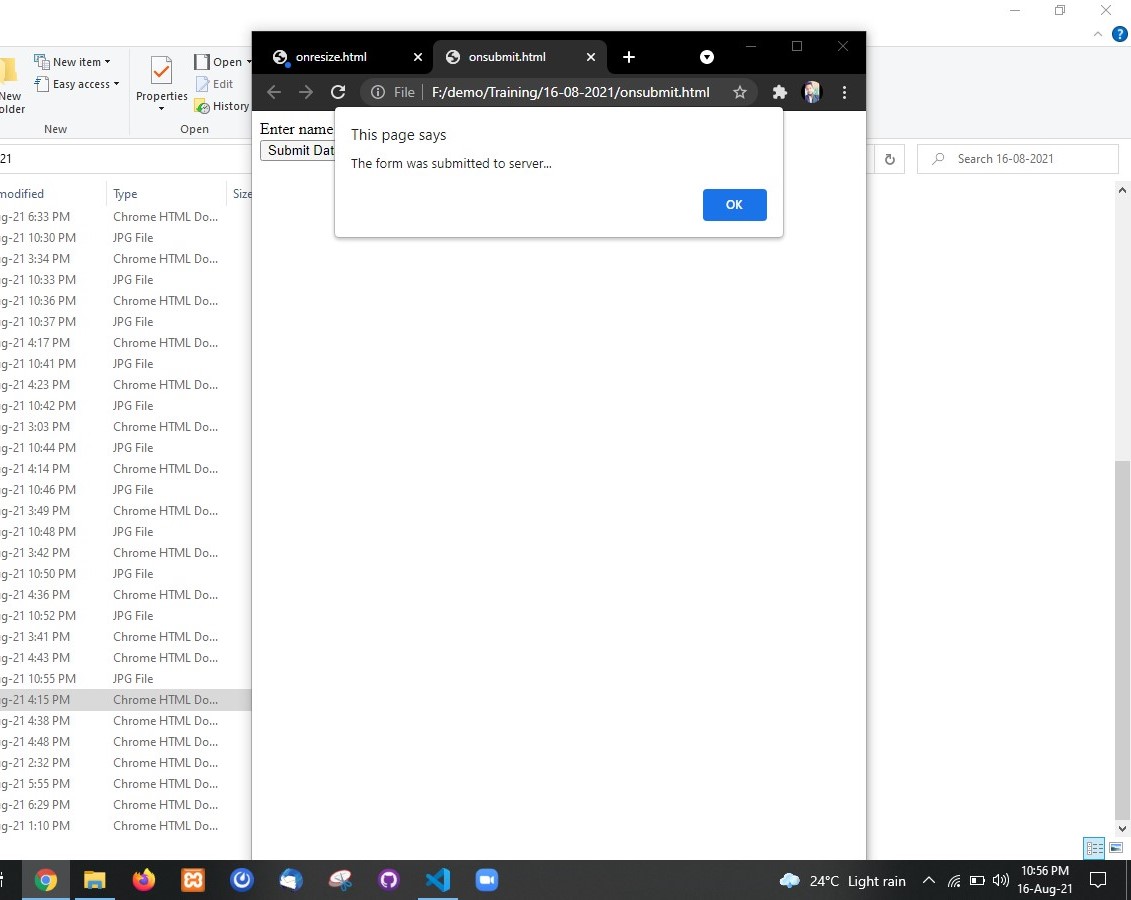 New item
Easy access
New
older
New
Properties
Open
Edit
History
Open
21
Search 16-08-2021
modified
Type
Size
g-21 6:33 PM Chrome HTML Do...
g-21 10:30 PM JPG File
g-21 3:34 PM Chrome HTML Do...
g-21 10:33 PM JPG File
g-21 10:36 PM Chrome HTML Do...
g-21 10:37 PM JPG File
g-21 4:17 PM Chrome HTML Do...
g-21 10:41 PM JPG File
g-21 4:23 PM Chrome HTML Do...
g-21 10:42 PM JPG File
g-21 3:03 PM Chrome HTML Do...
g-21 10:44 PM JPG File
g-21 4:14 PM Chrome HTML Do...
g-21 10:46 PM JPG File
g-21 3:49 PM Chrome HTML Do...
g-21 10:48 PM JPG File
g-21 3:42 PM Chrome HTML Do...
g-21 10:50 PM JPG File
g-21 4:36 PM Chrome HTML Do...
g-21 10:52 PM JPG File
g-21 3:41 PM Chrome HTML Do...
g-21 4:43 PM Chrome HTML Do...
g-21 10:55 PM JPG File
g-21 4:15 PM Chrome HTML Do...
g-21 4:38 PM Chrome HTML Do...
g-21 4:48 PM Chrome HTML Do...
g-21 2:32 PM Chrome HTML Do...
g-21 5:55 PM Chrome HTML Do...
g-21 6:29 PM Chrome HTML Do...
g-21 1:10 PM Chrome HTML Do...
onresize.html
onsubmit.html
File F:/demo/Training/16-08-2021/onsubmit.html
Enter name
Submit Dat
This page says
The form was submitted to server...
OK
24°C Light rain
10:56 PM
16-Aug-21